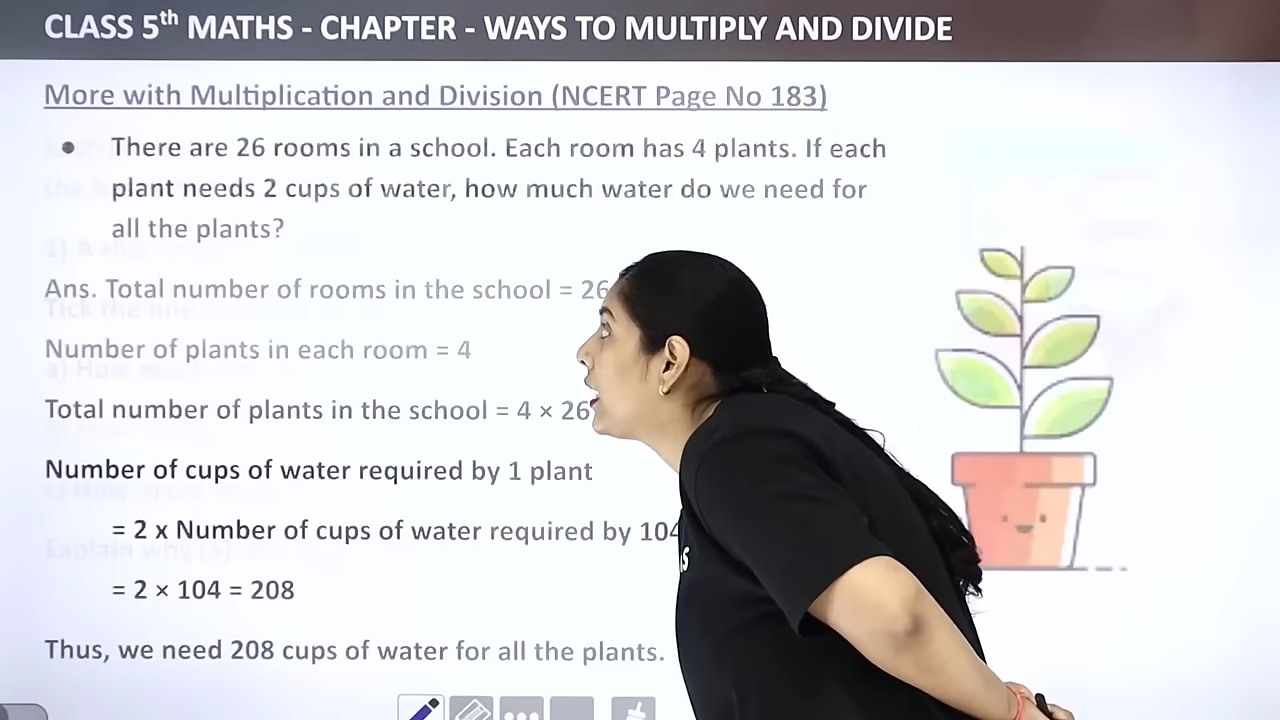 CLASS 5th MATHS - CHAPTER - WAYS TO MULTIPLY AND DIVIDE
More with Multiplication and Division (NCERT Page No 183)
• There are 26 rooms in a school. Each room has 4 plants. If each
plant needs 2 cups of water, how much water do we need for
all the plants?
Ans. Total number of rooms in the school = 26
Number of plants in each room = 4
Total number of plants in the school = 4 × 26
Number of cups of water required by 1 plant
= 2 x Number of cups of water required by 104
= 2 × 104 = 208
Thus, we need 208 cups of water for all the plants.